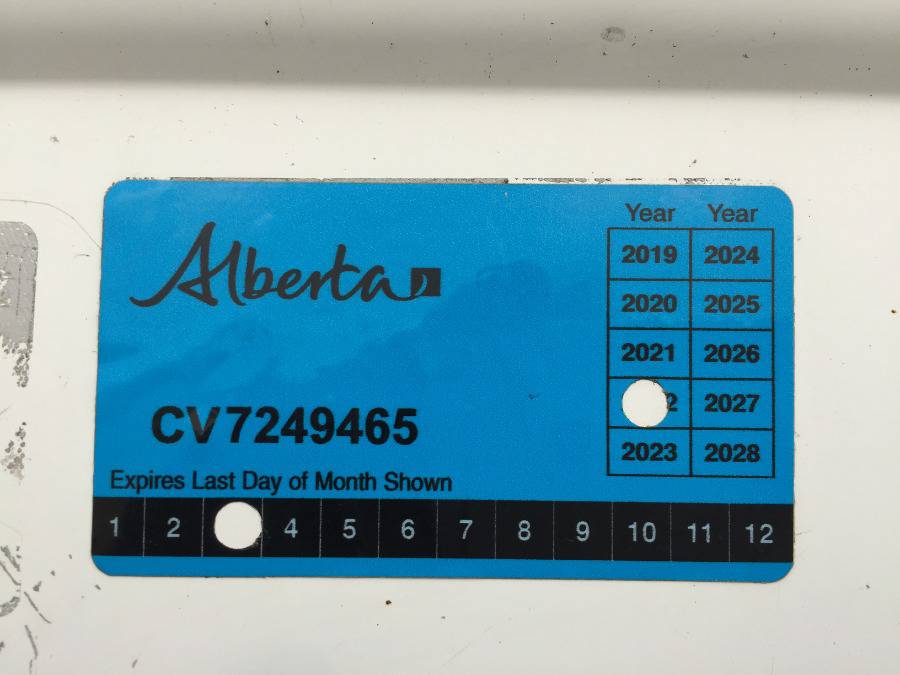 Alberta
Year Year
2019 2024
2020 2025
2021 2026
2 2027
2023 2028
CV7249465
Expires Last Day of Month Shown
1 2 4 5 6 7 8 9 10 11 12